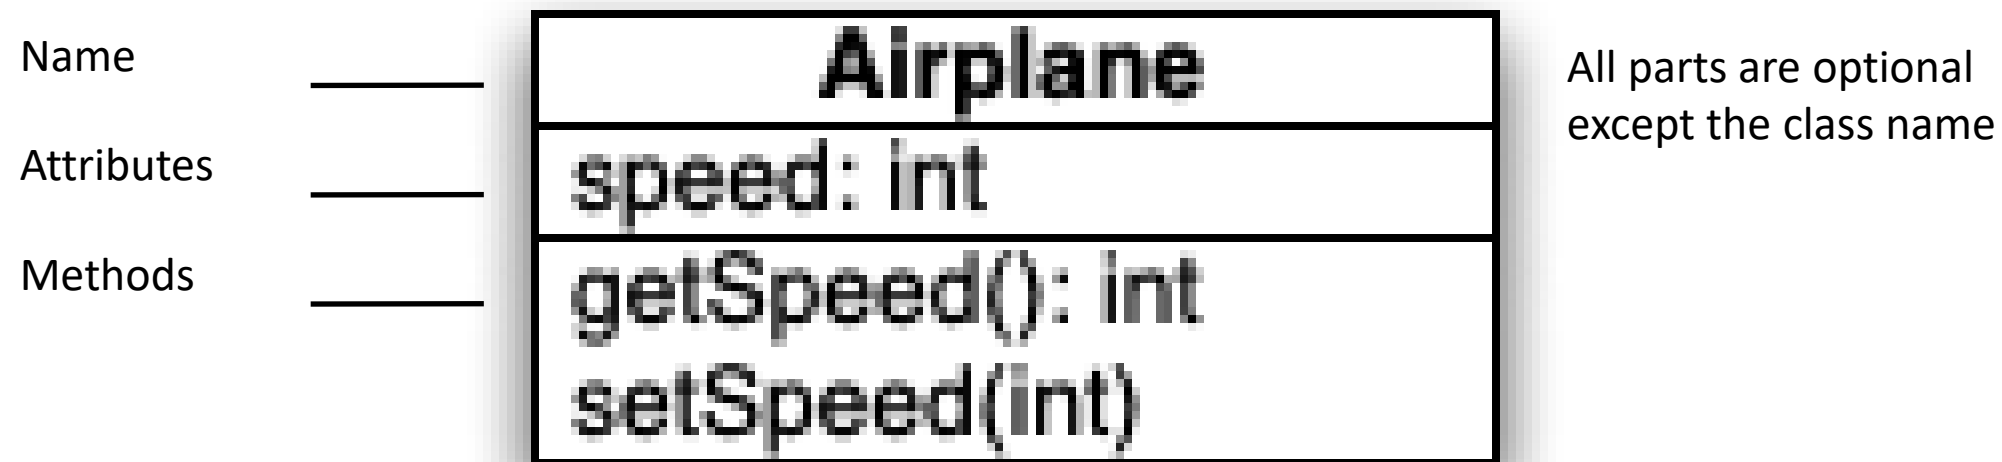 Name
Attributes
Methods
Airplane
speed: int
getSpeed(): int
setSpeed(int)
All parts are optional
except the class name